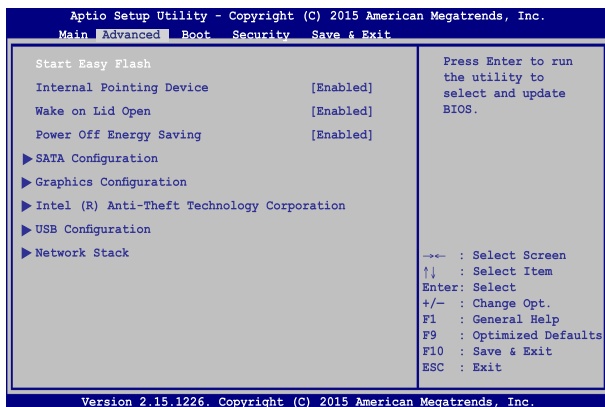 Aptio Setup Utility - Copyright (C) 2015 American Megatrends, Inc.
Main Advanced Boot Security Save & Exit
Start Easy Flash
Internal Pointing Device [Enabled]
Wake on Lid Open [Enabled]
Power Off Energy Saving [Enabled]
SATA Configuration
Graphics Configuration
Intel (R) Anti-Theft Technology Corporation
USB Configuration
Network Stack
Press Enter to run
the utility to
select and update
BIOS.
→← : Select Screen
↑↓ : Select Item
Enter: Select
+/— : Change Opt.
F1 : General Help
F9 : Optimized Defaults
F10 : Save & Exit
ESC : Exit
Version 2.15.1226. Copyright (C) 2015 American Megatrends, Inc.